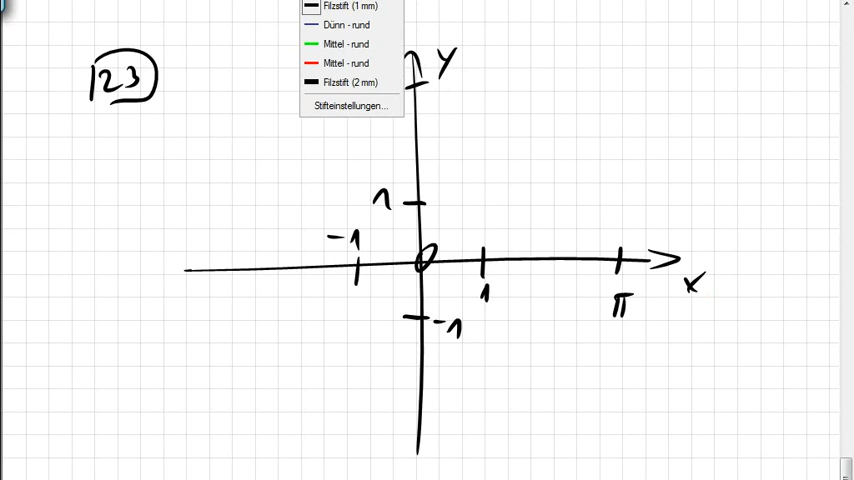 Filzstift (1 mm)
Dünn - rund
Mittel - rund
Mittel - rund
Filzstift (2 mm)
Stifteinstellungen...
123
y
1
-1
0
1
π
x
-1